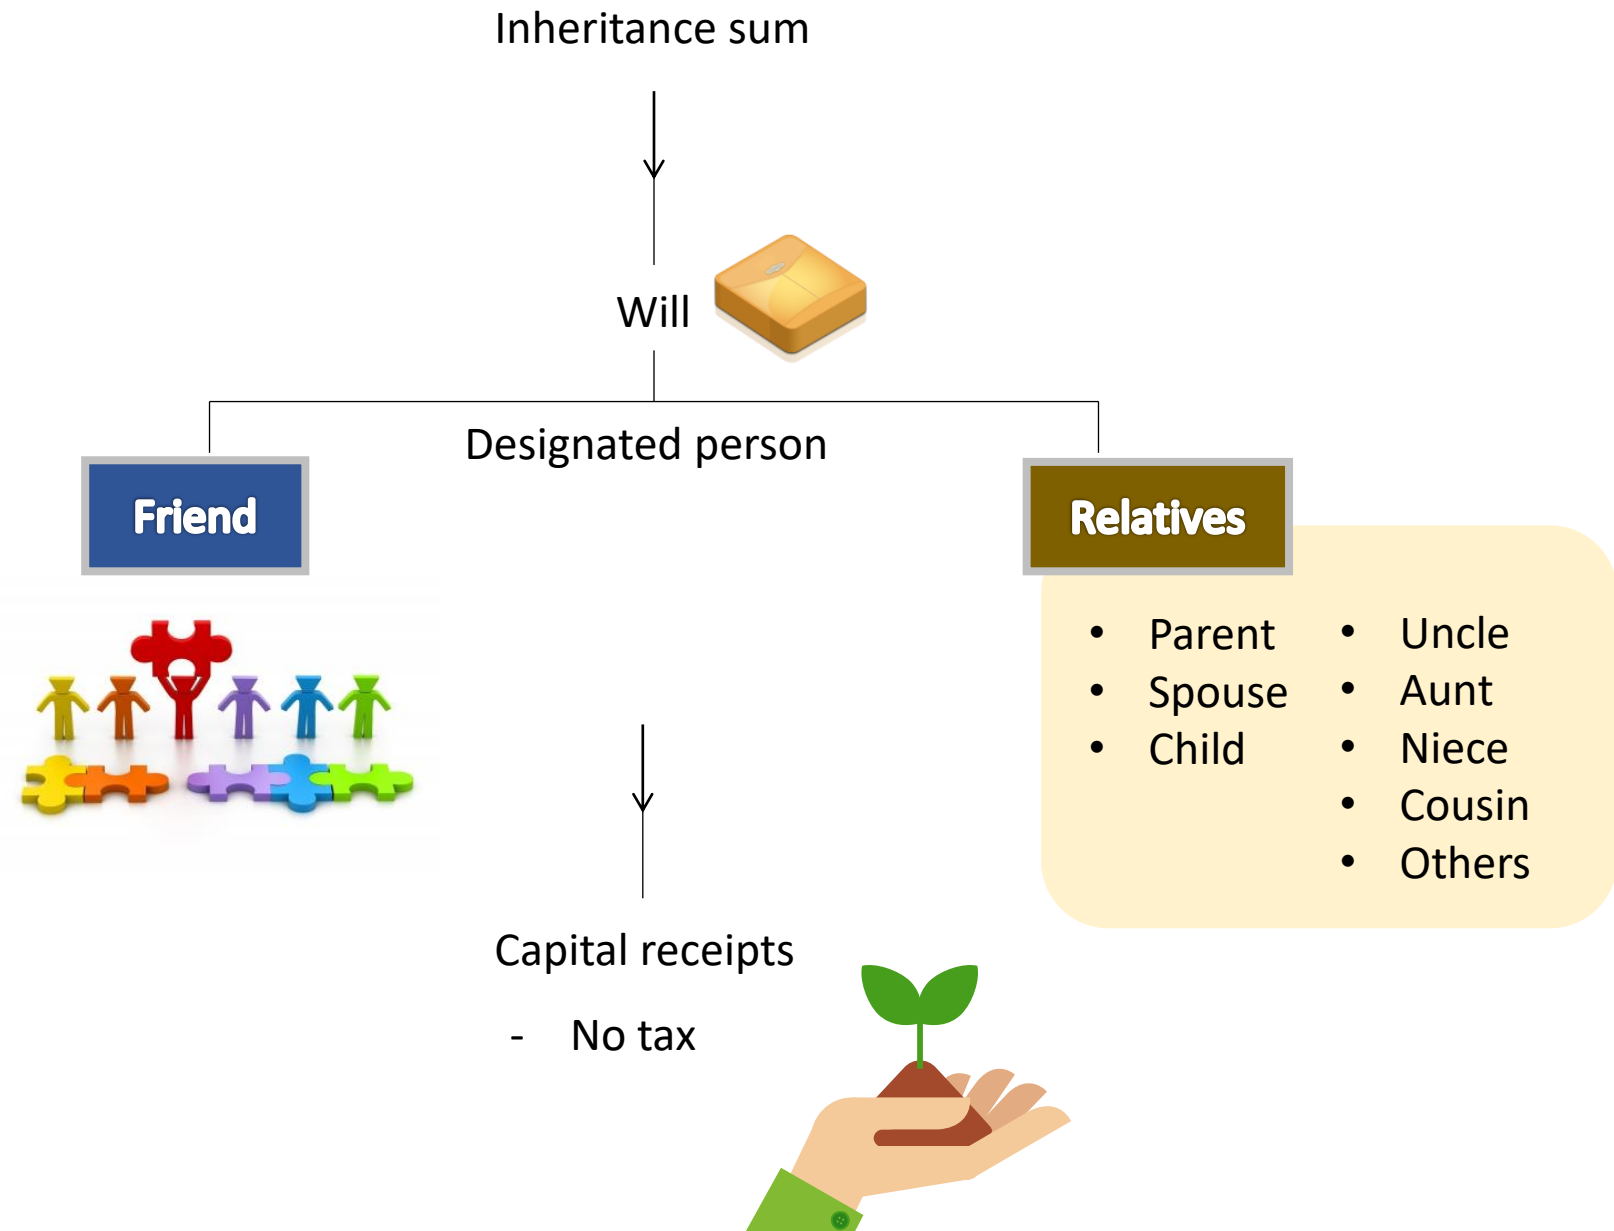 Inheritance sum
Will
Designated person
Friend
Relatives
• Parent
• Spouse
• Child
• Uncle
• Aunt
• Niece
• Cousin
• Others
Capital receipts
- No tax